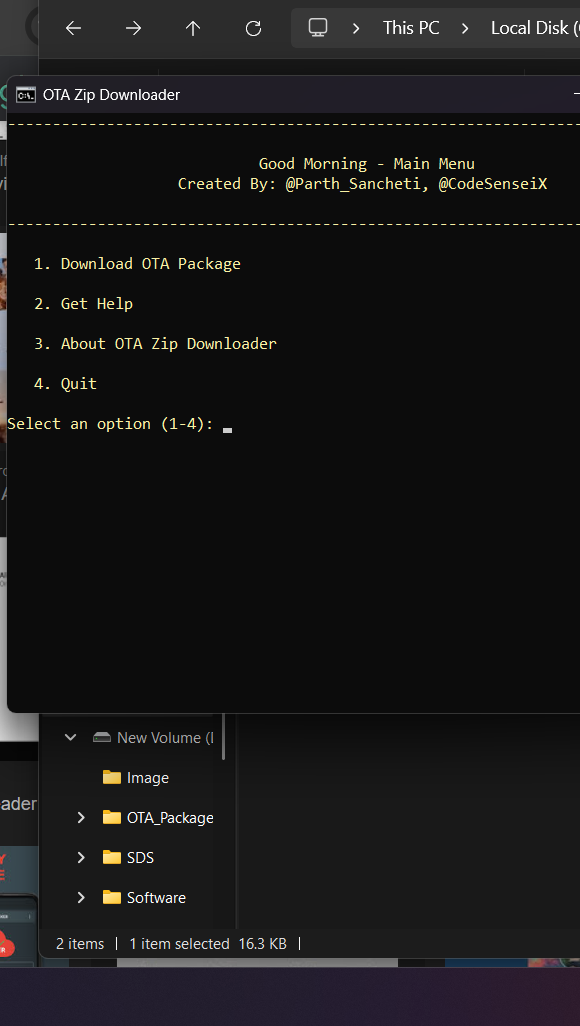 This PC > Local Disk (
OTA Zip Downloader
Good Morning - Main Menu
Created By: @Parth_Sancheti, @CodeSenseiX
1. Download OTA Package
2. Get Help
3. About OTA Zip Downloader
4. Quit
Select an option (1-4):
New Volume (
Image
OTA_Package
SDS
Software
eader
2 items | 1 item selected 16.3 KB |